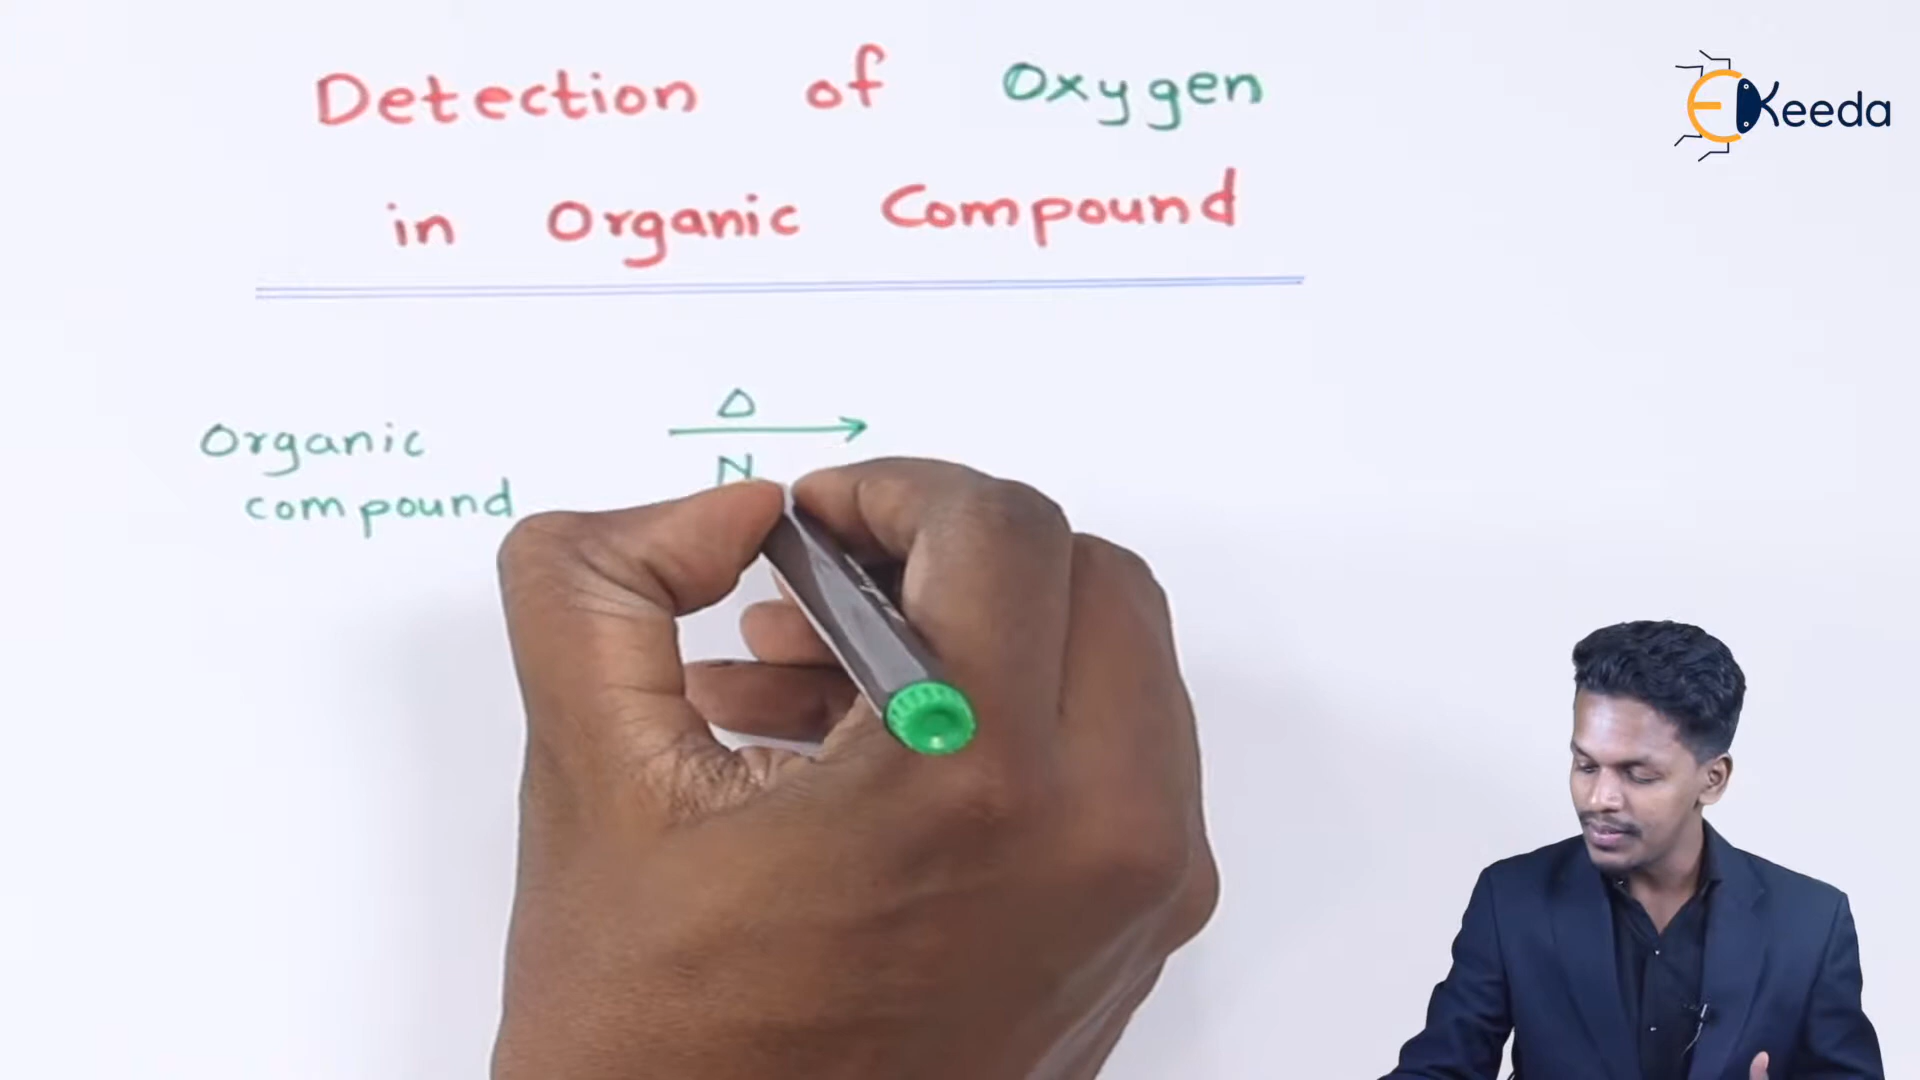 Detection of Oxygen
in Organic Compound
EKeeda
Δ
Organic
N
compound